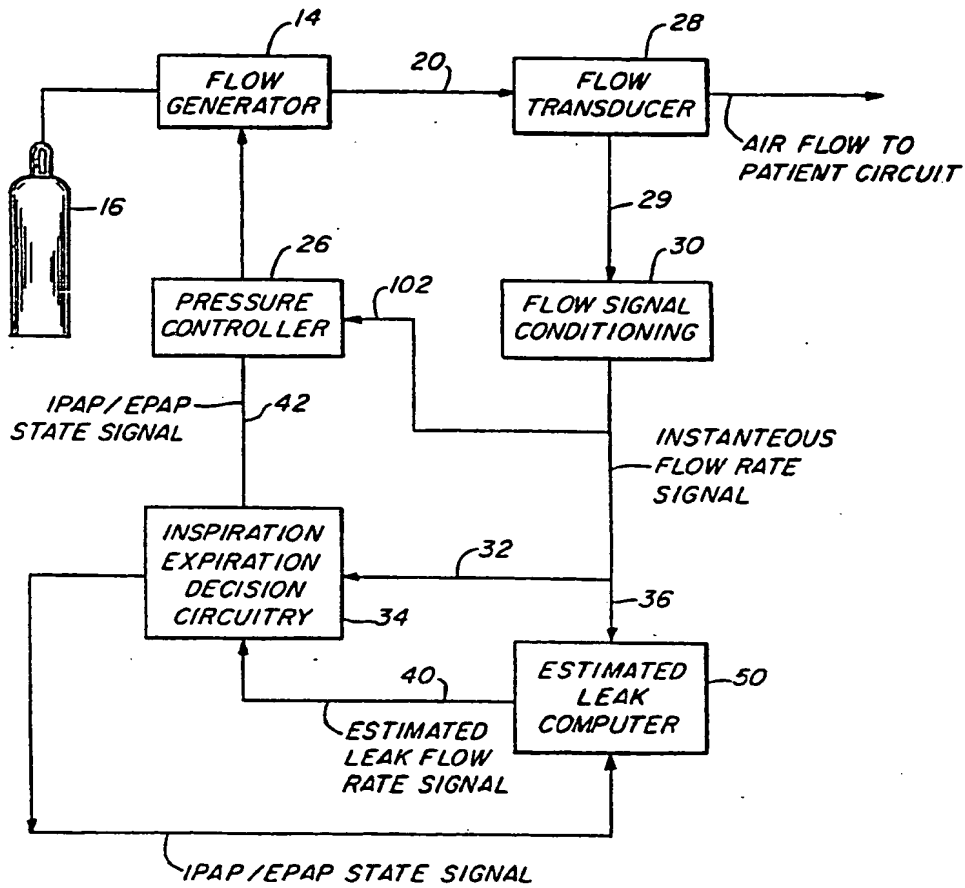 14
FLOW
GENERATOR
20
28
FLOW
TRANSDUCER
AIR FLOW TO
PATIENT CIRCUIT
16
29
26
PRESSURE
CONTROLLER
102
30
FLOW SIGNAL
CONDITIONING
IPAP/EPAP
STATE SIGNAL
42
INSTANTEOUS
FLOW RATE
SIGNAL
INSPIRATION
EXPIRATION
DECISION
CIRCUITRY
34
32
36
40
ESTIMATED
LEAK FLOW
RATE SIGNAL
ESTIMATED
LEAK
COMPUTER
50
IPAP/EPAP STATE SIGNAL